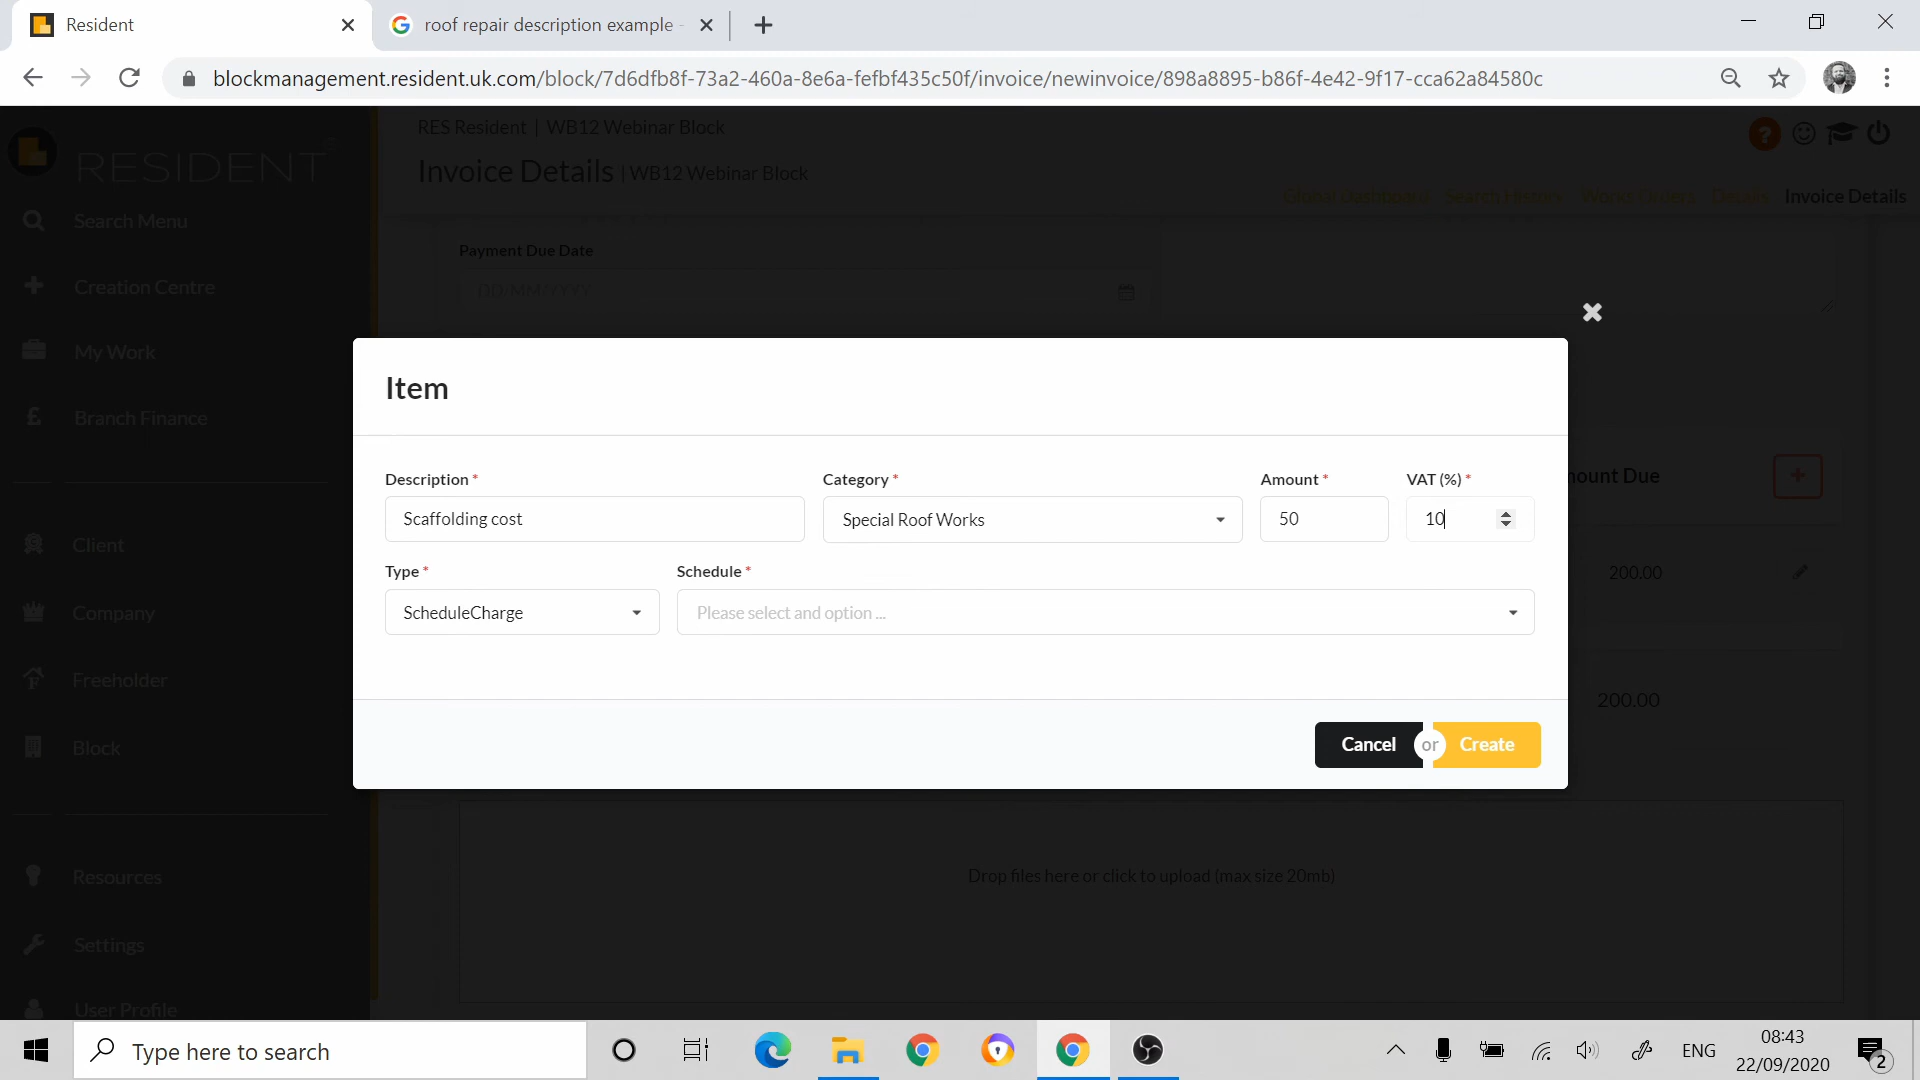 Resident
roof repair description example -
blockmanagement.resident.uk.com/block/7d6dfb8f-73a2-460a-8e6a-fefbf435c50f/invoice/newinvoice/898a8895-b86f-4e42-9f17-cca62a84580c
RESIDENT
RES Resident | WB12 Webinar Block
Invoice Details | WB12 Webinar Block
?
Global Dashboard Search History Works Orders Details Invoice Details
Search Menu
Creation Centre
My Work
£ Branch Finance
Client
Company
Freeholder
Block
Resources
Settings
User Profile
Payment Due Date
DD/MM/YYYY
mount Due
+
200.00
200.00
Item
Description * Category * Amount * VAT (%) *
Scaffolding cost Special Roof Works 50 10
Type * Schedule *
ScheduleCharge Please select and option ...
Cancel or Create
Drop files here or click to upload (max size 20mb)
Type here to search
ENG
08:43
22/09/2020
2